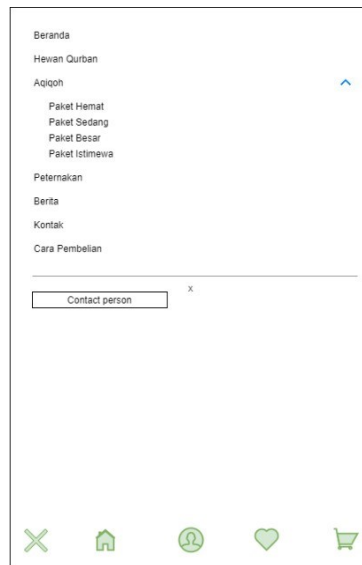 Beranda
Hewan Qurban
Aqiqoh
Paket Hemat
Paket Sedang
Paket Besar
Paket Istimewa
Peternakan
Berita
Kontak
Cara Pembelian
x
Contact person